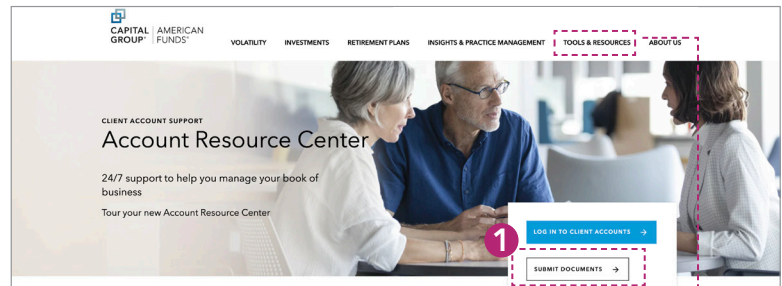 CAPITAL | AMERICAN
GROUP® | FUNDS®
VOLATILITY INVESTMENTS RETIREMENT PLANS INSIGHTS & PRACTICE MANAGEMENT TOOLS & RESOURCES ABOUT US
CLIENT ACCOUNT SUPPORT
Account Resource Center
24/7 support to help you manage your book of
business
Tour your new Account Resource Center
LOG IN TO CLIENT ACCOUNTS →
1
SUBMIT DOCUMENTS →